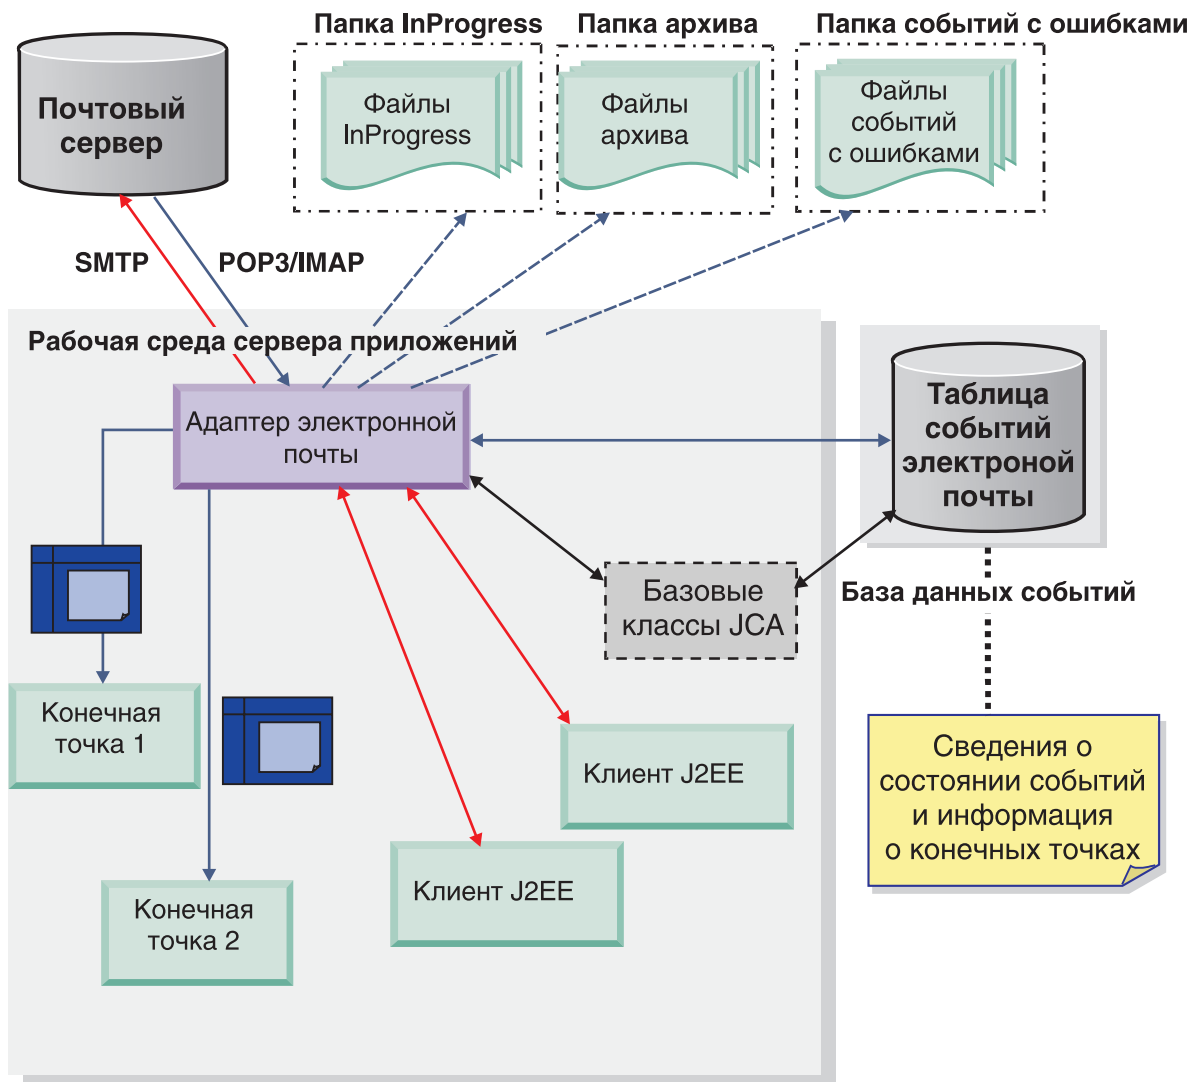 Папка InProgress
Папка архива
Папка событий с ошибками
Почтовый
сервер
Файлы
InProgress
Файлы
архива
Файлы
событий
с ошибками
SMTP
POP3/IMAP
Рабочая среда сервера приложений
Адаптер электронной
почты
Таблица
событий
электроной
почты
Базовые
классы JCA
База данных событий
Конечная
точка 1
Клиент J2EE
Сведения о
состоянии событий
и информация
о конечных точках
Клиент J2EE
Конечная
точка 2